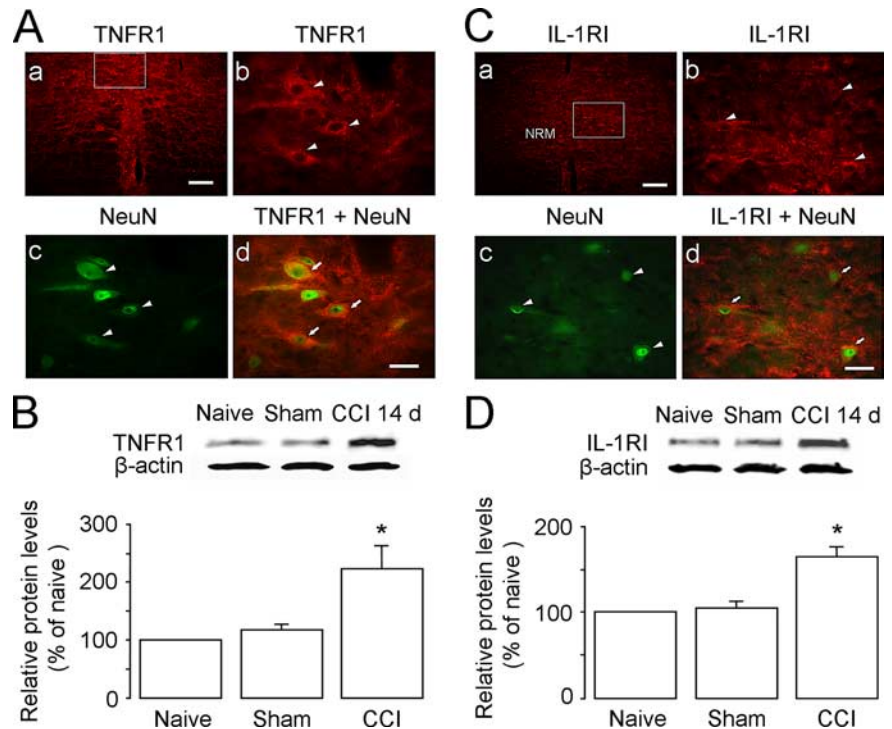 A
TNFR1
TNFR1
a
b
NeuN
TNFR1 + NeuN
c
d
B
Naive Sham CCI 14 d
TNFR1
β-actin
Relative protein levels
(% of naive )
300
200
100
0
*
Naive Sham CCI
C
IL-1RI
IL-1RI
a
NRM
b
NeuN
IL-1RI + NeuN
c
d
D
Naive Sham CCI 14 d
IL-1RI
β-actin
Relative protein levels
(% of naive )
200
100
0
*
Naive Sham CCI